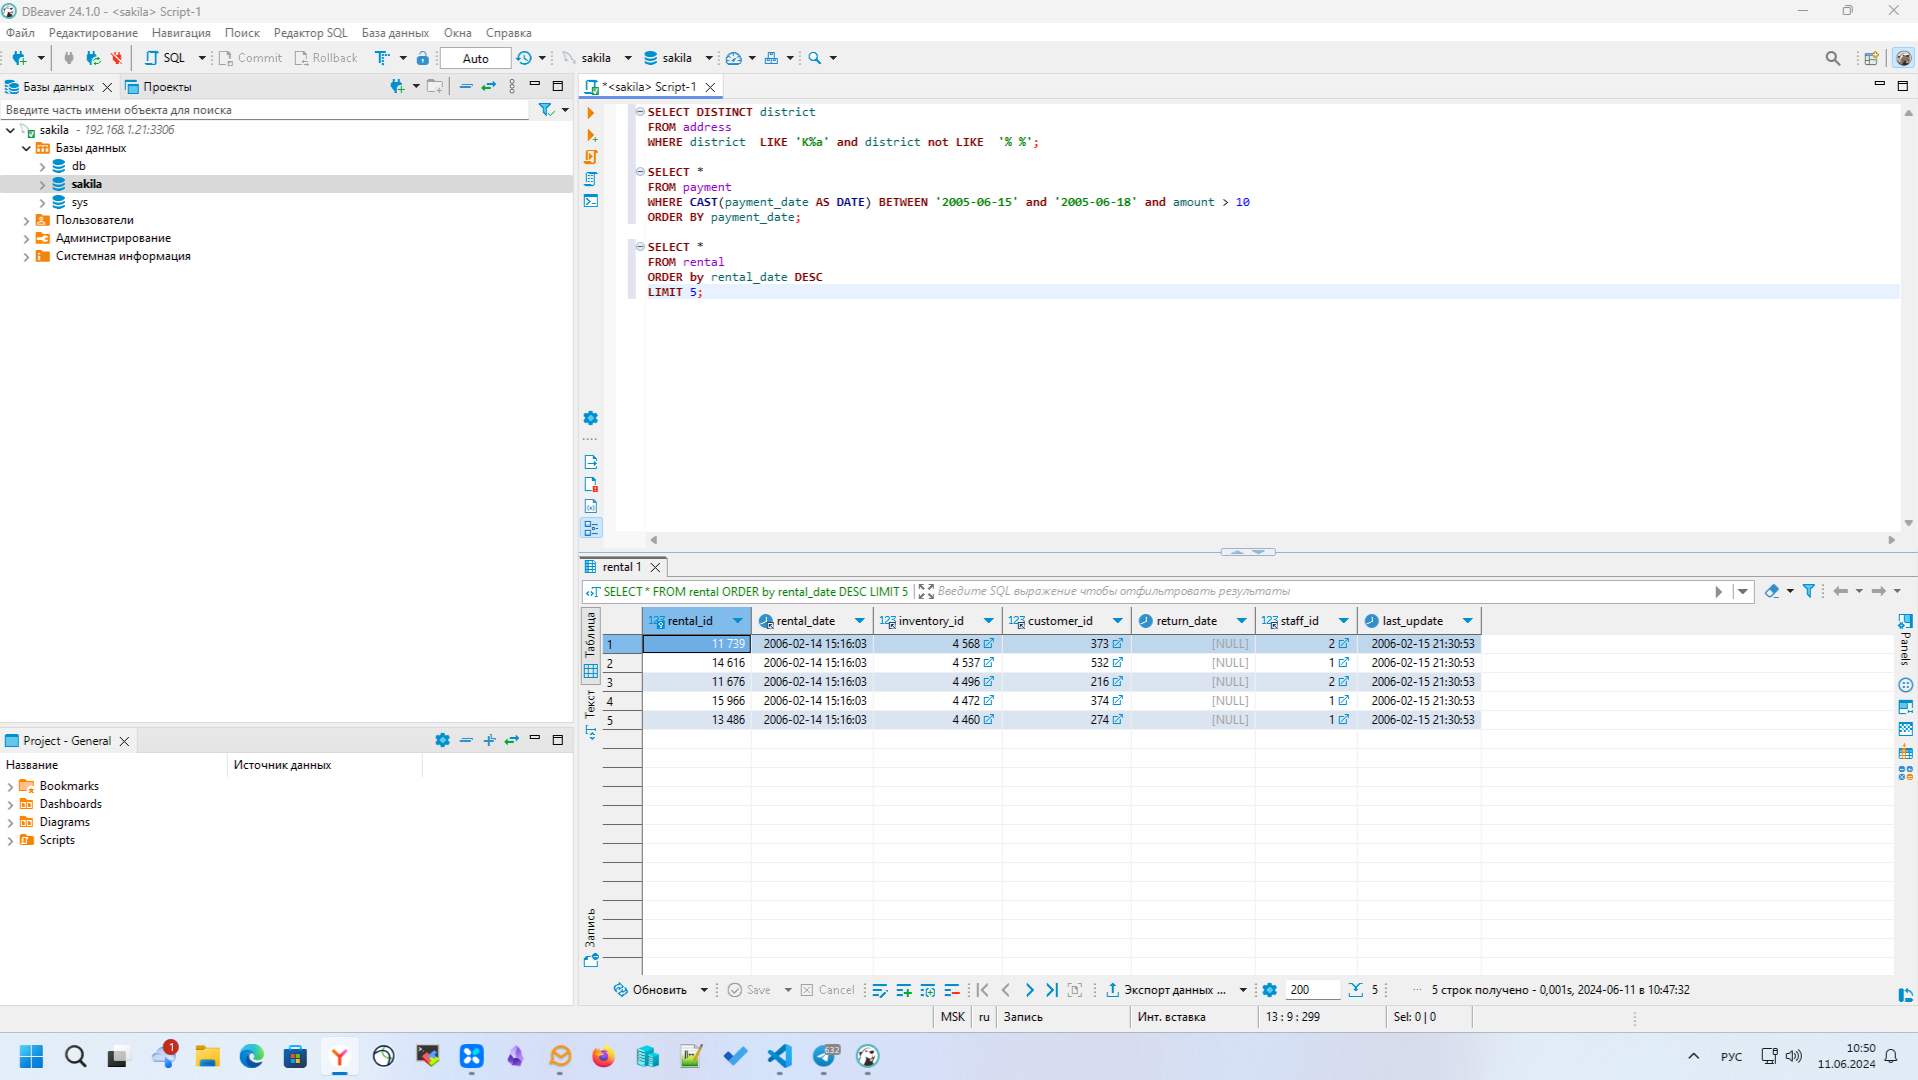 DBeaver 24.1.0 - <sakila> Script-1
Файл Редактирование Навигация Поиск Редактор SQL База данных Окна Справка
SQL Commit Rollback Auto sakila sakila
Базы данных Проекты
Введите часть имени объекта для поиска
sakila - 192.168.1.21:3306
Базы данных
db
sakila
sys
Пользователи
Администрирование
Системная информация
*<sakila> Script-1
SELECT DISTINCT district
FROM address
WHERE district  LIKE 'K%a' and district not LIKE  '% %';
SELECT *
FROM payment
WHERE CAST(payment_date AS DATE) BETWEEN '2005-06-15' and '2005-06-18' and amount > 10
ORDER BY payment_date;
SELECT *
FROM rental
ORDER by rental_date DESC
LIMIT 5;
rental 1
SELECT * FROM rental ORDER by rental_date DESC LIMIT 5 Введите SQL выражение чтобы отфильтровать результаты
Таблица
Текст
Запись
Panels
123 rental_id rental_date 123 inventory_id 123 customer_id return_date 123 staff_id last_update
1 11 739 2006-02-14 15:16:03 4 568 373 [NULL] 2 2006-02-15 21:30:53
2 14 616 2006-02-14 15:16:03 4 537 532 [NULL] 1 2006-02-15 21:30:53
3 11 676 2006-02-14 15:16:03 4 496 216 [NULL] 2 2006-02-15 21:30:53
4 15 966 2006-02-14 15:16:03 4 472 374 [NULL] 1 2006-02-15 21:30:53
5 13 486 2006-02-14 15:16:03 4 460 274 [NULL] 1 2006-02-15 21:30:53
Обновить Save Cancel Экспорт данных ... 200 5 ... 5 строк получено - 0,001s, 2024-06-11 в 10:47:32
Project - General
Название Источник данных
Bookmarks
Dashboards
Diagrams
Scripts
MSK ru Запись Инт. вставка 13 : 9 : 299 Sel: 0 | 0
1
632
РУС
10:50
11.06.2024